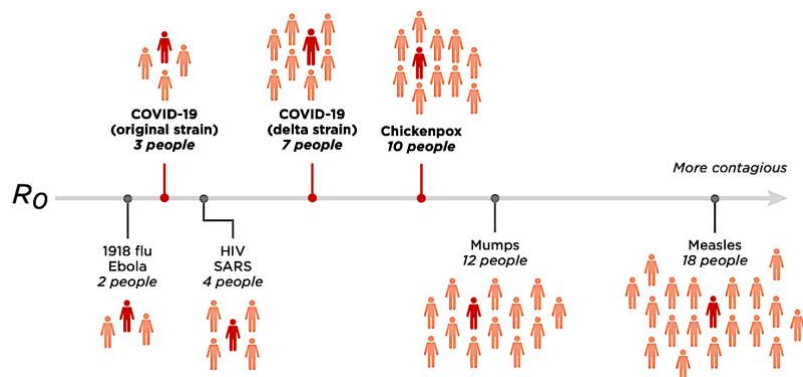 COVID-19
(original strain)
3 people
COVID-19
(delta strain)
7 people
Chickenpox
10 people
More contagious
R0
1918 flu
Ebola
2 people
HIV
SARS
4 people
Mumps
12 people
Measles
18 people